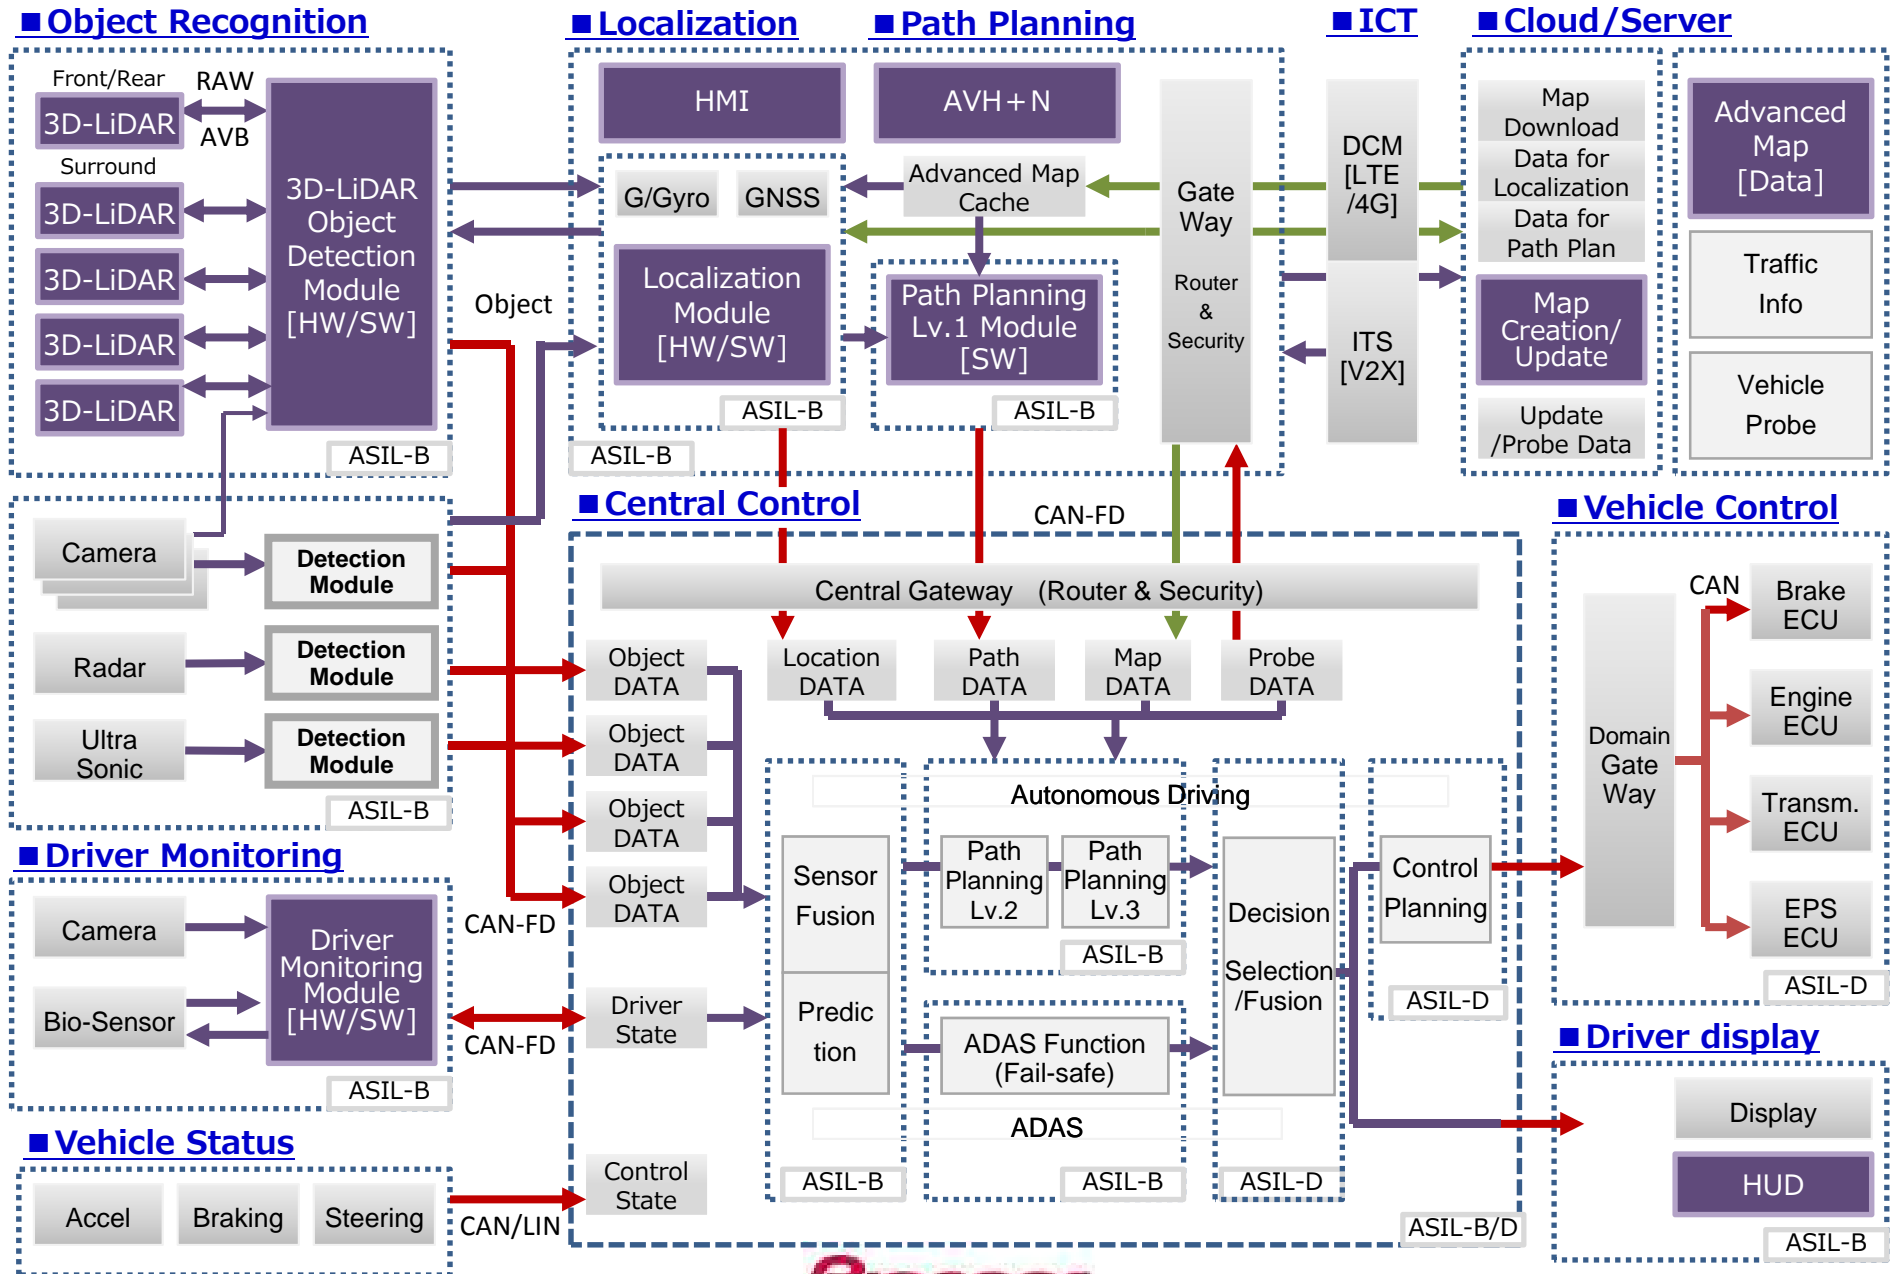 ■Object Recognition
Front/Rear
3D-LiDAR
RAW
AVB
Surround
3D-LiDAR
3D-LiDAR
3D-LiDAR
3D-LiDAR
3D-LiDAR
Object
Detection
Module
[HW/SW]
ASIL-B
Camera
Detection
Module
Radar
Detection
Module
Ultra
Sonic
Detection
Module
ASIL-B
Object
■Localization
■Path Planning
HMI
AVH+N
G/Gyro
GNSS
Advanced Map
Cache
Localization
Module
[HW/SW]
ASIL-B
Path Planning
Lv.1 Module
[SW]
ASIL-B
ASIL-B
Gate
Way
Router
&
Security
■ICT
DCM
[LTE
/4G]
ITS
[V2X]
■Cloud/Server
Map
Download
Data for
Localization
Data for
Path Plan
Map
Creation/
Update
Update
/Probe Data
Advanced
Map
[Data]
Traffic
Info
Vehicle
Probe
■Driver Monitoring
Camera
Bio-Sensor
Driver
Monitoring
Module
[HW/SW]
ASIL-B
CAN-FD
CAN-FD
■Vehicle Status
Accel
Braking
Steering
CAN/LIN
■Central Control
CAN-FD
Central Gateway (Router & Security)
Object
DATA
Object
DATA
Object
DATA
Object
DATA
Driver
State
Control
State
Location
DATA
Path
DATA
Map
DATA
Probe
DATA
Autonomous Driving
Sensor
Fusion
Predic
tion
ASIL-B
Path
Planning
Lv.2
Path
Planning
Lv.3
ASIL-B
ADAS Function
(Fail-safe)
ADAS
ASIL-B
Decision
Selection
/Fusion
ASIL-D
Control
Planning
ASIL-D
ASIL-B/D
■Vehicle Control
Domain
Gate
Way
CAN
Brake
ECU
Engine
ECU
Transm.
ECU
EPS
ECU
ASIL-D
■Driver display
Display
HUD
ASIL-B